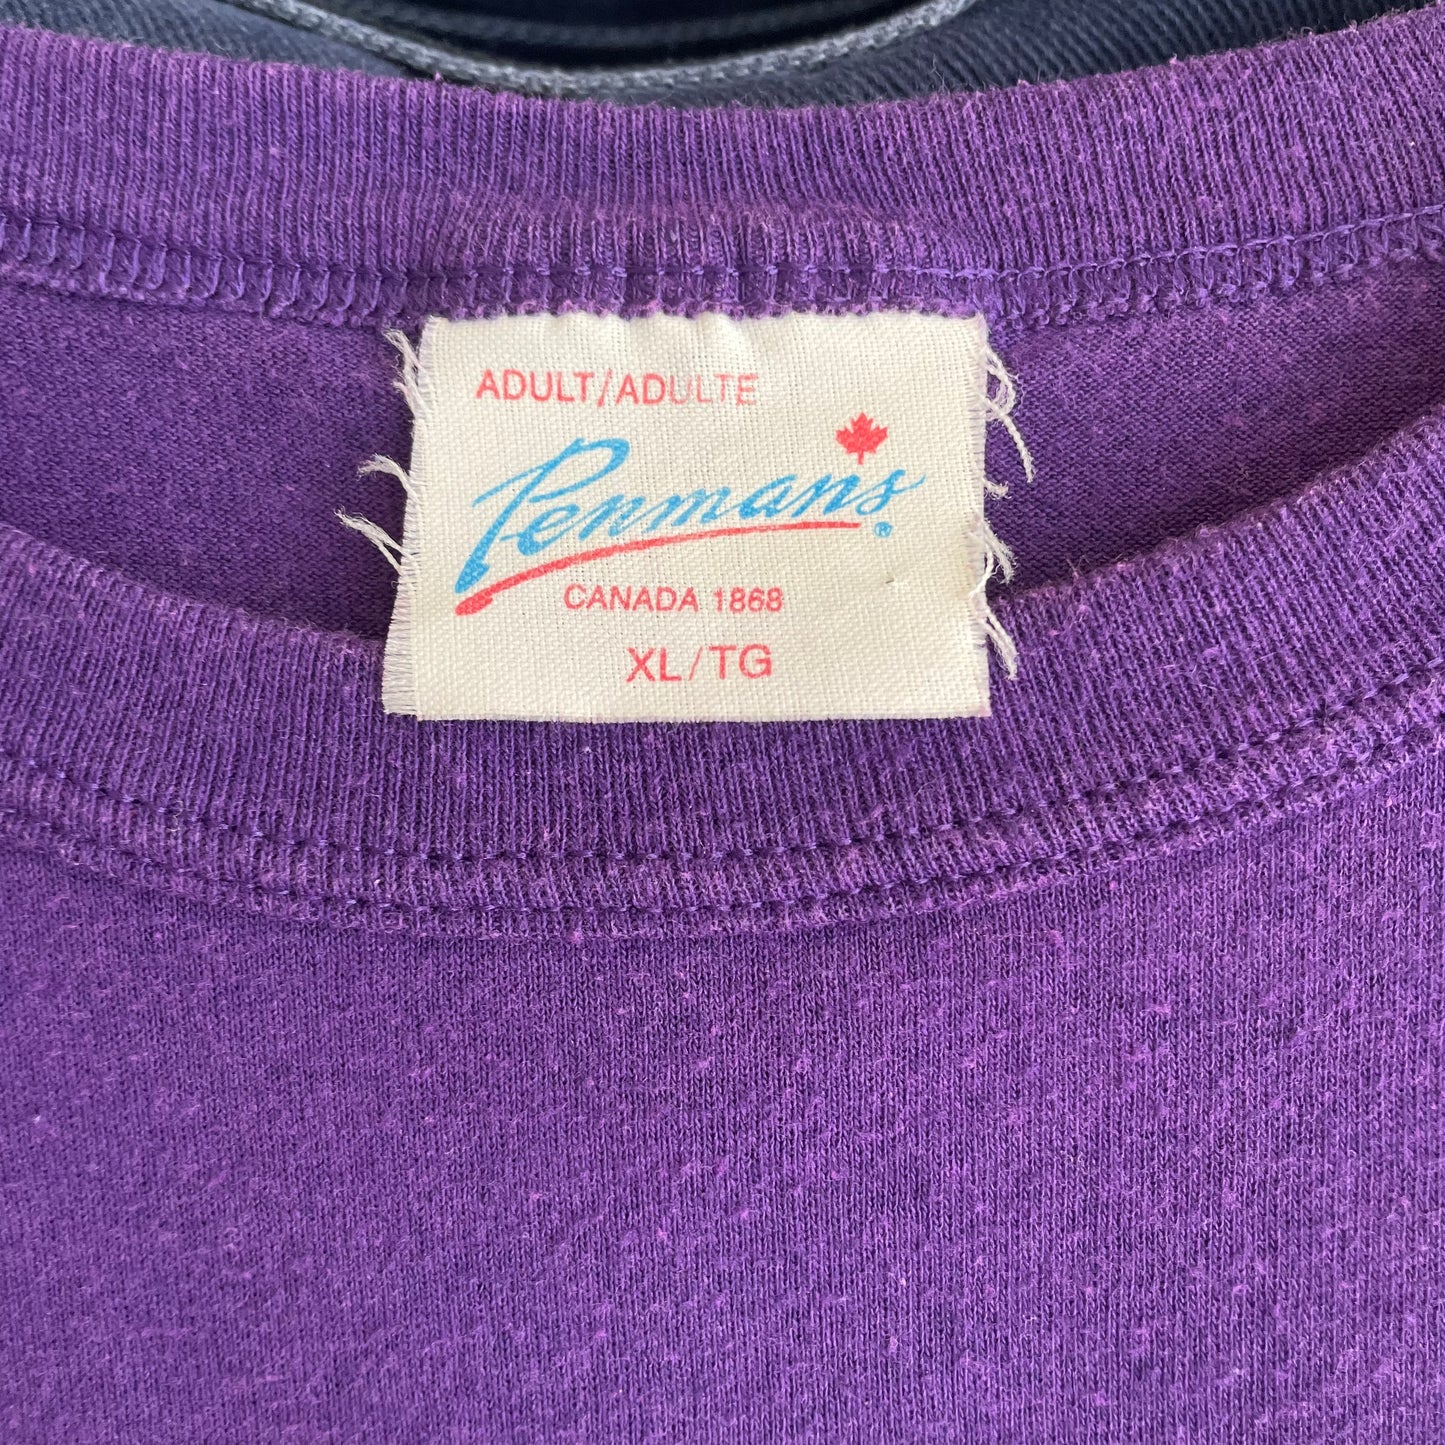 ADULT/ADULTE
Penmans®
CANADA 1868
XL/TG